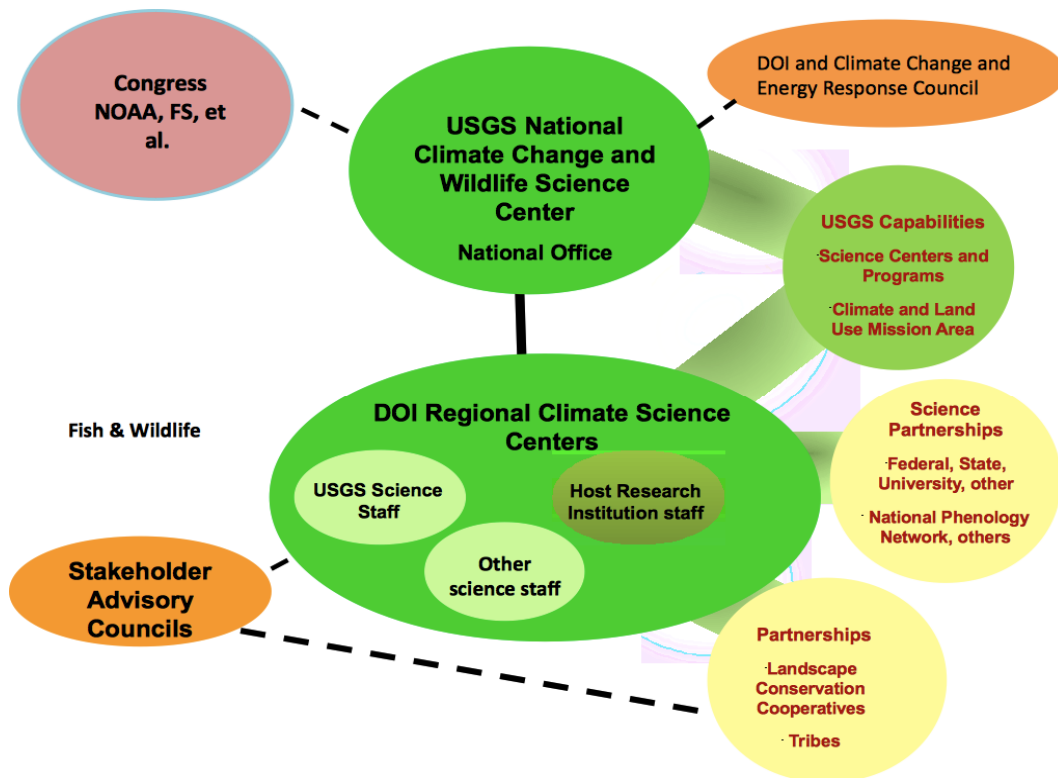 Congress
NOAA, FS, et
al.
DOI and Climate Change and
Energy Response Council
USGS National
Climate Change and
Wildlife Science
Center
National Office
USGS Capabilities
·Science Centers and
Programs
·Climate and Land
Use Mission Area
DOI Regional Climate Science
Centers
Fish & Wildlife
USGS Science
Staff
Host Research
Institution staff
Other
science staff
Science
Partnerships
·Federal, State,
University, other
·National Phenology
Network, others
Stakeholder
Advisory
Councils
Partnerships
·Landscape
Conservation
Cooperatives
· Tribes